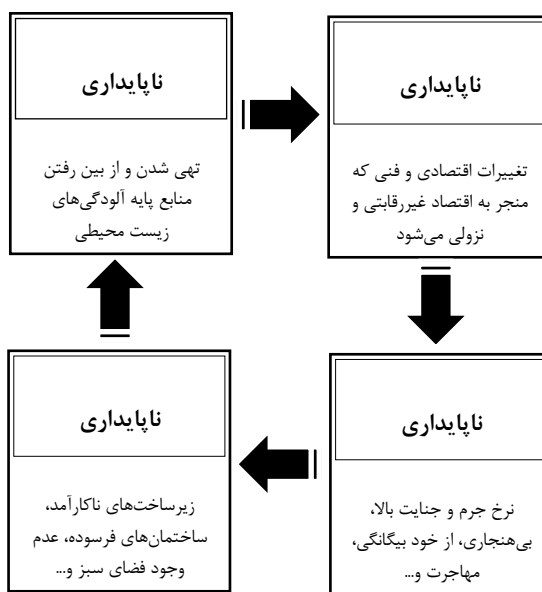 ناپایداری
تغییرات اقتصادی و فنی که
منجر به اقتصاد غیررقابتی و
نزولی می‌شود
ناپایداری
تهی شدن و از بین رفتن
منابع پایه آلودگی‌های
زیست محیطی
ناپایداری
نرخ جرم و جنایت بالا،
بی‌هنجاری، از خود بیگانگی،
مهاجرت و...
ناپایداری
زیرساخت‌های ناکارآمد،
ساختمان‌های فرسوده، عدم
وجود فضای سبز و...